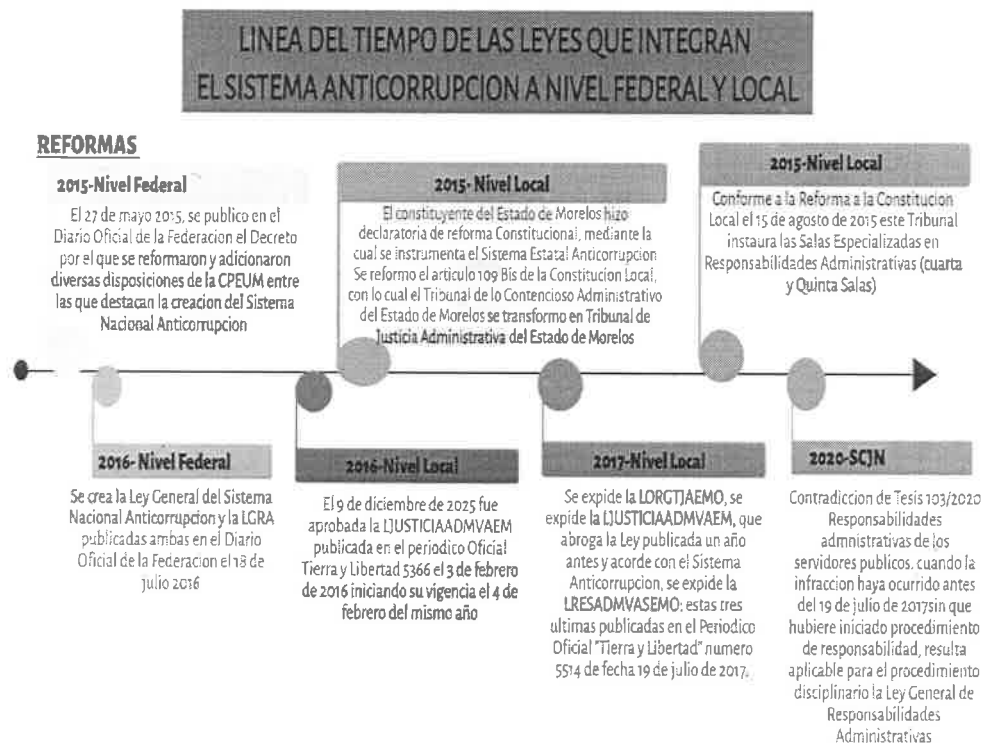 LINEA DEL TIEMPO DE LAS LEYES QUE INTEGRAN
EL SISTEMA ANTICORRUPCION A NIVEL FEDERAL Y LOCAL
REFORMAS
2015-Nivel Federal
El 27 de mayo 2015, se publico en el
Diario Oficial de la Federacion el Decreto
por el que se reformaron y adicionaron
diversas disposiciones de la CPEUM entre
las que destacan la creacion del Sistema
Nacional Anticorrupcion
2015- Nivel Local
El constituyente del Estado de Morelos hizo
declaratoria de reforma Constitucional, mediante la
cual se instrumenta el Sistema Estatal Anticorrupcion
Se reformo el articulo 109 Bis de la Constitucion Local,
con lo cual el Tribunal de lo Contencioso Administrativo
del Estado de Morelos se transformo en Tribunal de
Justicia Administrativa del Estado de Morelos
2015-Nivel Local
Conforme a la Reforma a la Constitucion
Local el 15 de agosto de 2015 este Tribunal
instaura las Salas Especializadas en
Responsabilidades Administrativas (cuarta
y Quinta Salas)
2016- Nivel Federal
Se crea la Ley General del Sistema
Nacional Anticorrupcion y la LGRA
publicadas ambas en el Diario
Oficial de la Federacion el 18 de
julio 2016
2016-Nivel Local
El 9 de diciembre de 2025 fue
aprobada la LJUSTICIAADMVAEM
publicada en el periodico Oficial
Tierra y Libertad 5366 el 3 de febrero
de 2016 iniciando su vigencia el 4 de
febrero del mismo año
2017-Nivel Local
Se expide la LORGTJAEMO, se
expide la LJUSTICIAADMVAEM, que
abroga la Ley publicada un año
antes y acorde con el Sistema
Anticorrupcion, se expide la
LRESADMVASEMO; estas tres
ultimas publicadas en el Periodico
Oficial "Tierra y Libertad" numero
5514 de fecha 19 de julio de 2017.
2020-SCJN
Contradiccion de Tesis 103/2020
Responsabilidades
admnistrativas de los
servidores publicos. cuando la
infraccion haya ocurrido antes
del 19 de julio de 2017sin que
hubiere iniciado procedimiento
de responsabilidad, resulta
aplicable para el procedimiento
disciplinario la Ley General de
Responsabilidades
Administrativas